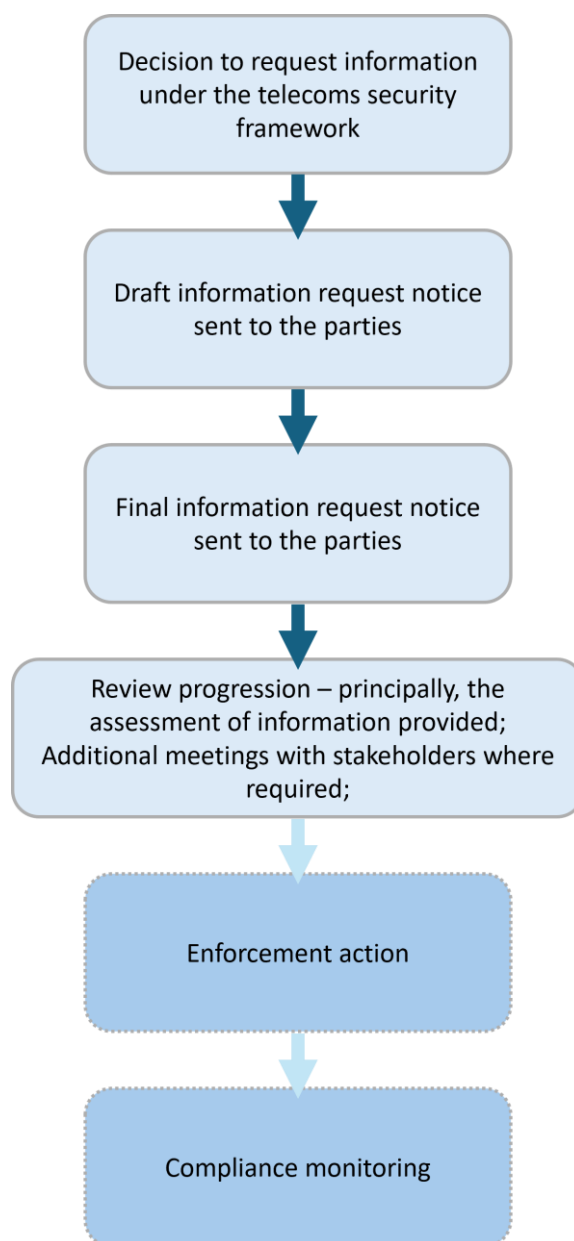 Decision to request information
under the telecoms security
framework
Draft information request notice
sent to the parties
Final information request notice
sent to the parties
Review progression – principally, the
assessment of information provided;
Additional meetings with stakeholders where
required;
Enforcement action
Compliance monitoring